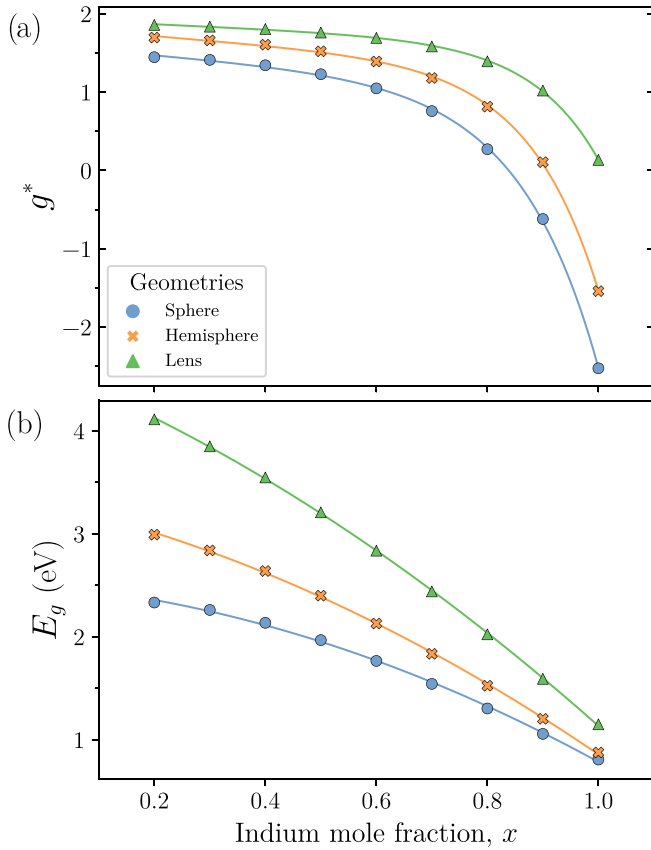 (a)
2
1
0
−1
−2
g*
Geometries
Sphere
Hemisphere
Lens
(b)
4
3
2
1
E_g (eV)
0.2 0.4 0.6 0.8 1.0
Indium mole fraction, x